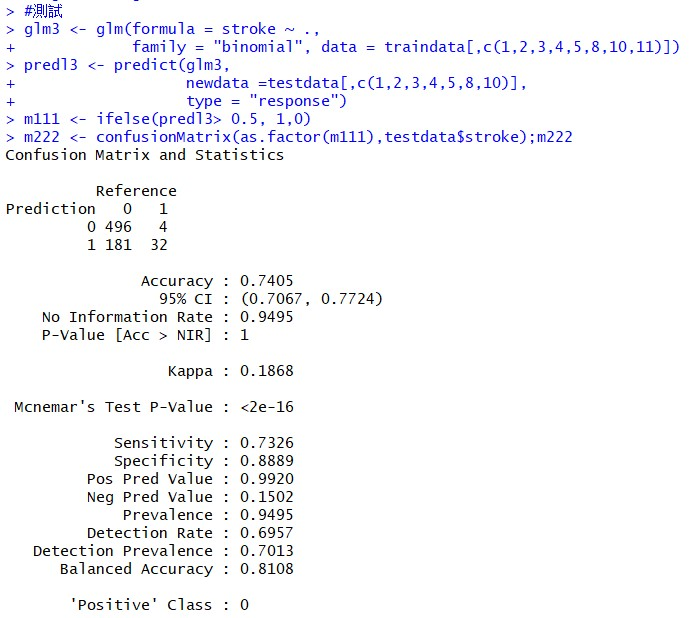 > #測試
> glm3 <- glm(formula = stroke ~ .,
+             family = "binomial", data = traindata[,c(1,2,3,4,5,8,10,11)])
> predl3 <- predict(glm3,
+                   newdata =testdata[,c(1,2,3,4,5,8,10)],
+                   type = "response")
> m111 <- ifelse(predl3> 0.5, 1,0)
> m222 <- confusionMatrix(as.factor(m111),testdata$stroke);m222
Confusion Matrix and Statistics

          Reference
Prediction   0   1
         0 496   4
         1 181  32

               Accuracy : 0.7405
                 95% CI : (0.7067, 0.7724)
    No Information Rate : 0.9495
    P-Value [Acc > NIR] : 1

                  Kappa : 0.1868

 Mcnemar's Test P-Value : <2e-16

            Sensitivity : 0.7326
            Specificity : 0.8889
         Pos Pred Value : 0.9920
         Neg Pred Value : 0.1502
             Prevalence : 0.9495
         Detection Rate : 0.6957
   Detection Prevalence : 0.7013
      Balanced Accuracy : 0.8108

       'Positive' Class : 0